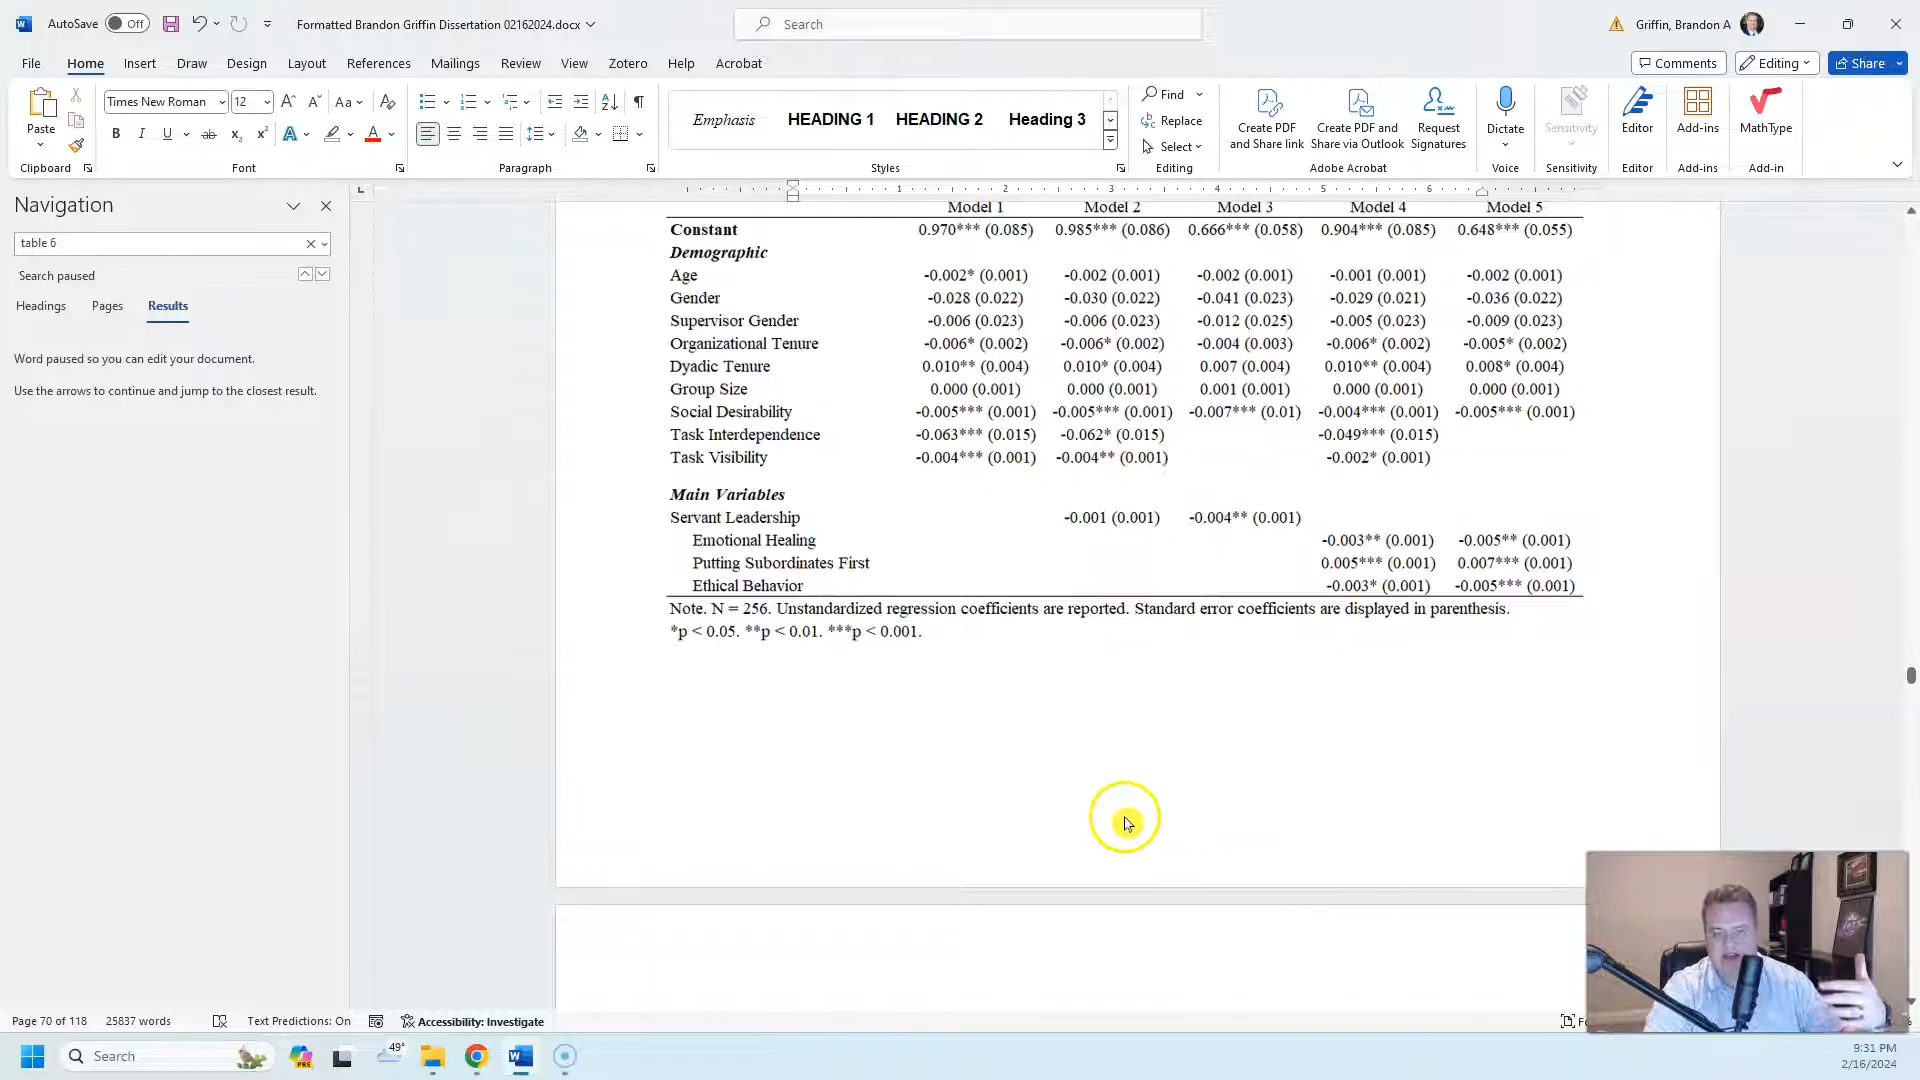 AutoSave Off Formatted Brandon Griffin Dissertation 02162024.docx Search Griffin, Brandon A
File Home Insert Draw Design Layout References Mailings Review View Zotero Help Acrobat Comments Editing Share
Paste
Clipboard
Times New Roman 12
Font
Paragraph
Emphasis HEADING 1 HEADING 2 Heading 3
Styles
Find
Replace
Select
Editing
Create PDF and Share link
Create PDF and Share via Outlook
Request Signatures
Adobe Acrobat
Dictate
Voice
Sensitivity
Sensitivity
Editor
Editor
Add-ins
Add-ins
MathType
Add-in
Navigation
table 6
Search paused
Headings Pages Results
Word paused so you can edit your document.
Use the arrows to continue and jump to the closest result.
1 2 3 4 5 6
Model 1 Model 2 Model 3 Model 4 Model 5
Constant 0.970*** (0.085) 0.985*** (0.086) 0.666*** (0.058) 0.904*** (0.085) 0.648*** (0.055)
Demographic
Age -0.002* (0.001) -0.002 (0.001) -0.002 (0.001) -0.001 (0.001) -0.002 (0.001)
Gender -0.028 (0.022) -0.030 (0.022) -0.041 (0.023) -0.029 (0.021) -0.036 (0.022)
Supervisor Gender -0.006 (0.023) -0.006 (0.023) -0.012 (0.025) -0.005 (0.023) -0.009 (0.023)
Organizational Tenure -0.006* (0.002) -0.006* (0.002) -0.004 (0.003) -0.006* (0.002) -0.005* (0.002)
Dyadic Tenure 0.010** (0.004) 0.010* (0.004) 0.007 (0.004) 0.010** (0.004) 0.008* (0.004)
Group Size 0.000 (0.001) 0.000 (0.001) 0.001 (0.001) 0.000 (0.001) 0.000 (0.001)
Social Desirability -0.005*** (0.001) -0.005*** (0.001) -0.007*** (0.01) -0.004*** (0.001) -0.005*** (0.001)
Task Interdependence -0.063*** (0.015) -0.062* (0.015) -0.049*** (0.015)
Task Visibility -0.004*** (0.001) -0.004** (0.001) -0.002* (0.001)
Main Variables
Servant Leadership -0.001 (0.001) -0.004** (0.001)
Emotional Healing -0.003** (0.001) -0.005** (0.001)
Putting Subordinates First 0.005*** (0.001) 0.007*** (0.001)
Ethical Behavior -0.003* (0.001) -0.005*** (0.001)
Note. N = 256. Unstandardized regression coefficients are reported. Standard error coefficients are displayed in parenthesis.
*p < 0.05. **p < 0.01. ***p < 0.001.
Page 70 of 118 25837 words Text Predictions: On Accessibility: Investigate
Search PRE 49°
9:31 PM
2/16/2024